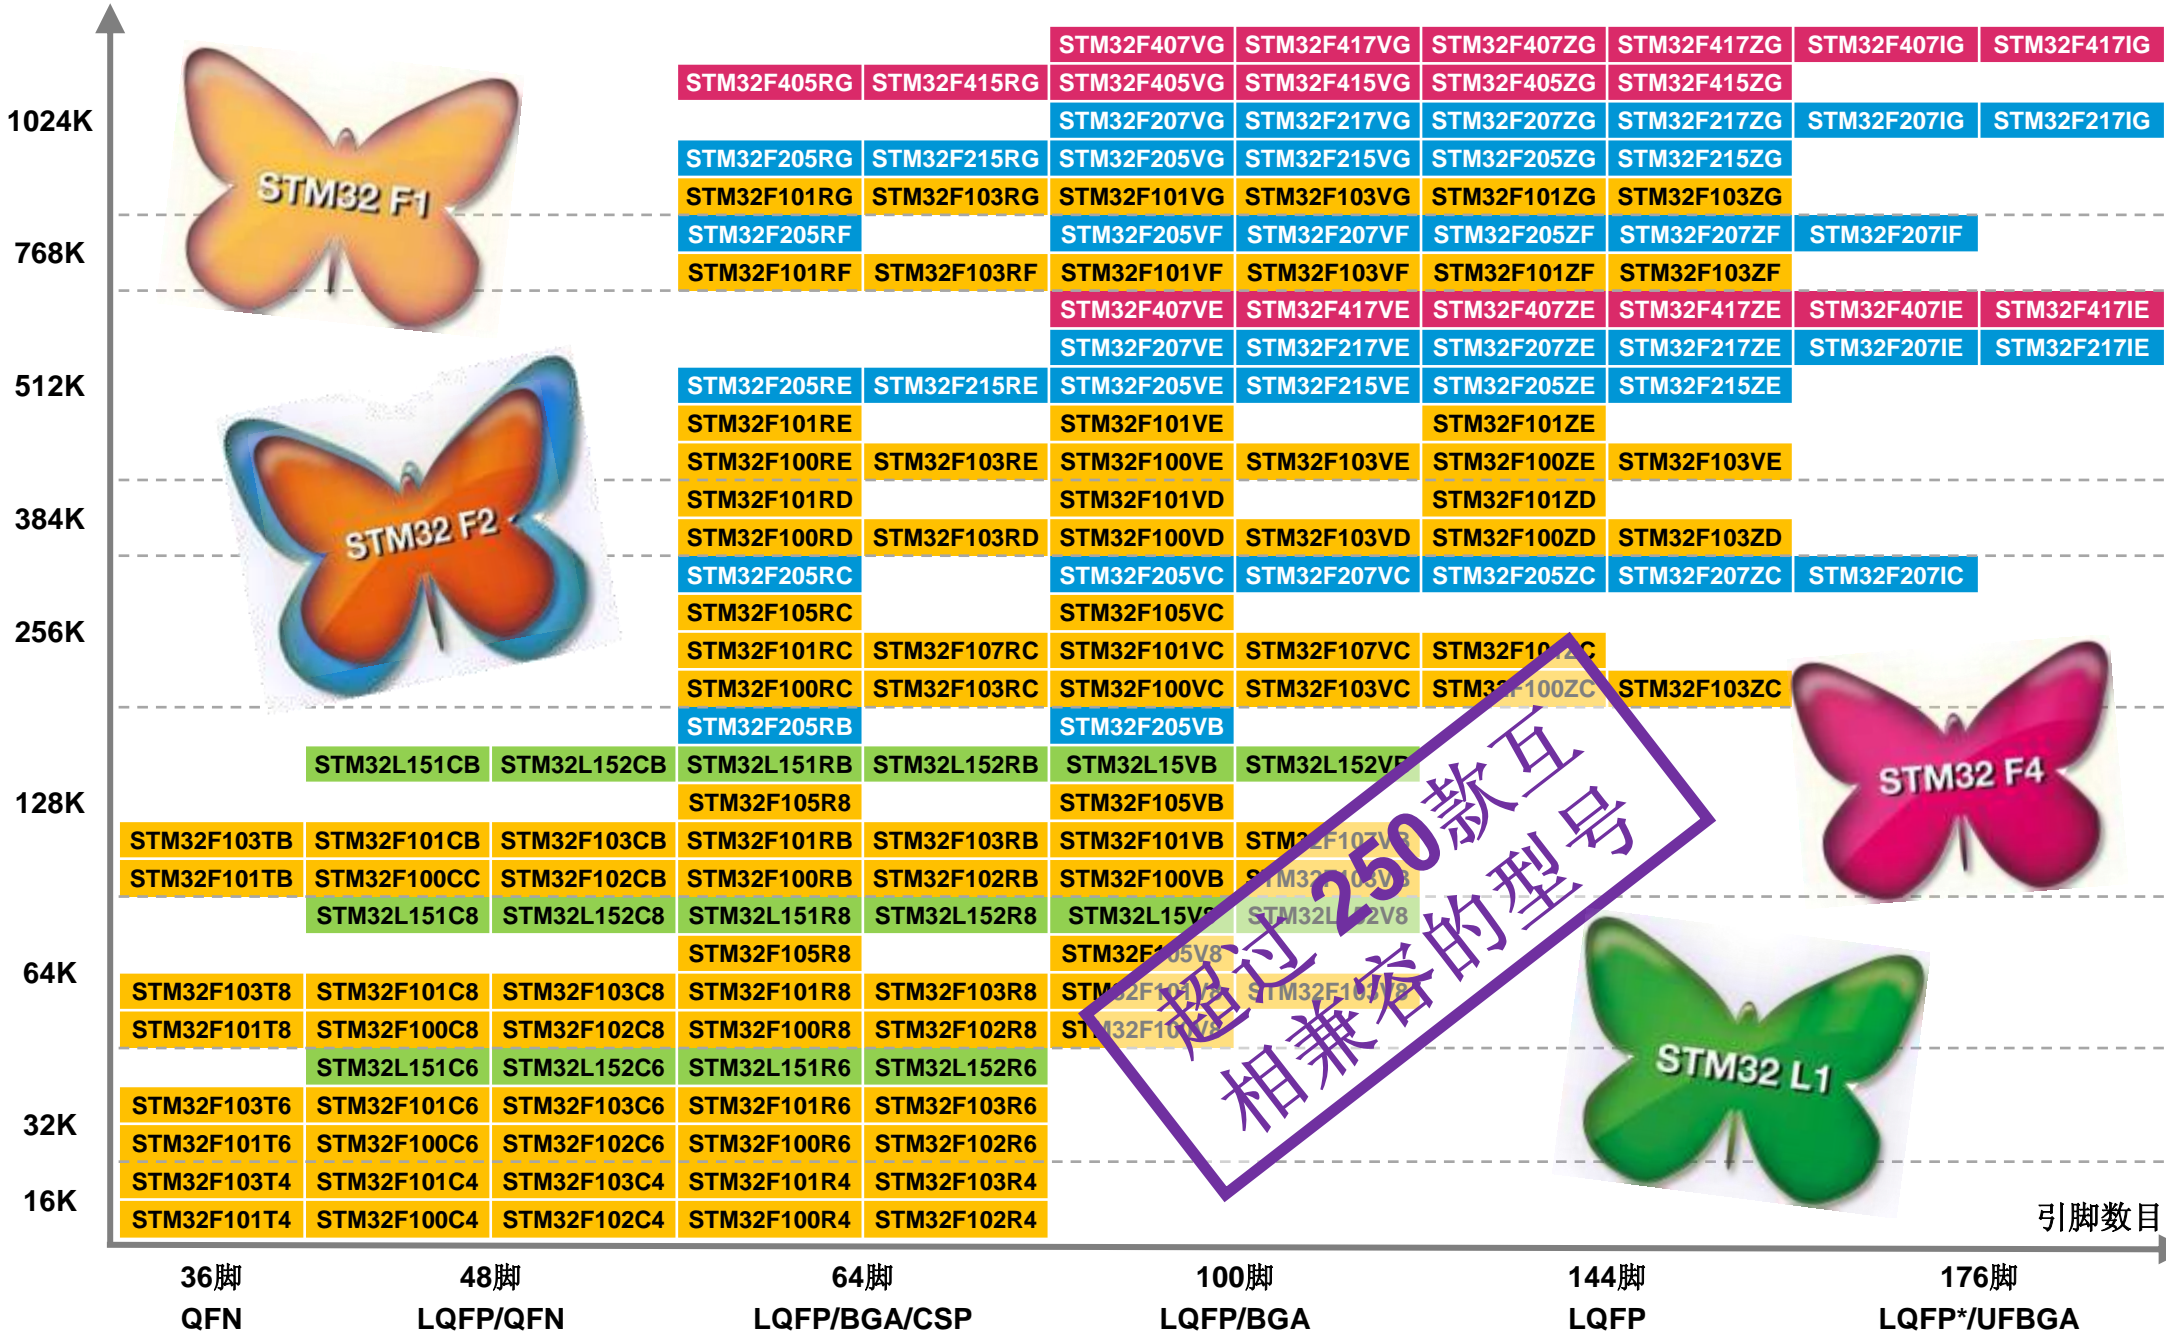 STM32F407VG STM32F417VG STM32F407ZG STM32F417ZG STM32F407IG STM32F417IG
STM32F405RG STM32F415RG STM32F405VG STM32F415VG STM32F405ZG STM32F415ZG
1024K STM32F207VG STM32F217VG STM32F207ZG STM32F217ZG STM32F207IG STM32F217IG
STM32F205RG STM32F215RG STM32F205VG STM32F215VG STM32F205ZG STM32F215ZG
STM32 F1
STM32F101RG STM32F103RG STM32F101VG STM32F103VG STM32F101ZG STM32F103ZG
STM32F205RF STM32F205VF STM32F207VF STM32F205ZF STM32F207ZF STM32F207IF
768K
STM32F101RF STM32F103RF STM32F101VF STM32F103VF STM32F101ZF STM32F103ZF
STM32F407VE STM32F417VE STM32F407ZE STM32F417ZE STM32F407IE STM32F417IE
STM32F207VE STM32F217VE STM32F207ZE STM32F217ZE STM32F207IE STM32F217IE
512K STM32F205RE STM32F215RE STM32F205VE STM32F215VE STM32F205ZE STM32F215ZE
STM32F101RE STM32F101VE STM32F101ZE
STM32F100RE STM32F103RE STM32F100VE STM32F103VE STM32F100ZE STM32F103VE
STM32F101RD STM32F101VD STM32F101ZD
384K
STM32 F2
STM32F100RD STM32F103RD STM32F100VD STM32F103VD STM32F100ZD STM32F103ZD
STM32F205RC STM32F205VC STM32F207VC STM32F205ZC STM32F207ZC STM32F207IC
STM32F105RC STM32F105VC
256K
STM32F101RC STM32F107RC STM32F101VC STM32F107VC STM32F101ZC
STM32F100RC STM32F103RC STM32F100VC STM32F103VC STM32F100ZC STM32F103ZC
STM32F205RB STM32F205VB
STM32L151CB STM32L152CB STM32L151RB STM32L152RB STM32L15VB STM32L152VB
STM32 F4
128K STM32F105R8 STM32F105VB
STM32F103TB STM32F101CB STM32F103CB STM32F101RB STM32F103RB STM32F101VB STM32F107VB
STM32F101TB STM32F100CC STM32F102CB STM32F100RB STM32F102RB STM32F100VB STM32F103VB
STM32L151C8 STM32L152C8 STM32L151R8 STM32L152R8 STM32L15V8 STM32L152V8
STM32F105R8 STM32F105V8
64K
STM32F103T8 STM32F101C8 STM32F103C8 STM32F101R8 STM32F103R8 STM32F101V8 STM32F103V8
STM32F101T8 STM32F100C8 STM32F102C8 STM32F100R8 STM32F102R8 STM32F100V8
超过 250款互
相兼容的型号
STM32L151C6 STM32L152C6 STM32L151R6 STM32L152R6
STM32 L1
STM32F103T6 STM32F101C6 STM32F103C6 STM32F101R6 STM32F103R6
32K
STM32F101T6 STM32F100C6 STM32F102C6 STM32F100R6 STM32F102R6
STM32F103T4 STM32F101C4 STM32F103C4 STM32F101R4 STM32F103R4
16K
STM32F101T4 STM32F100C4 STM32F102C4 STM32F100R4 STM32F102R4
引脚数目
36脚 48脚 64脚 100脚 144脚 176脚
QFN LQFP/QFN LQFP/BGA/CSP LQFP/BGA LQFP LQFP*/UFBGA